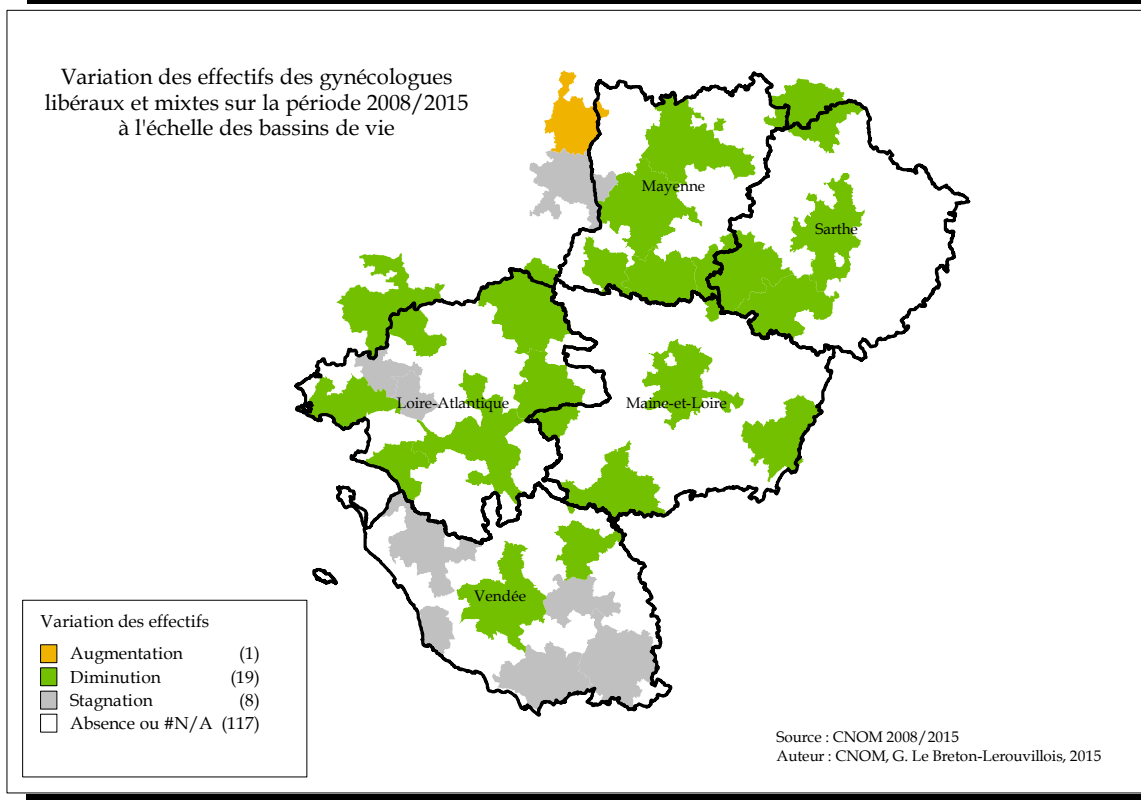 Variation des effectifs des gynécologues
libéraux et mixtes sur la période 2008/2015
à l'échelle des bassins de vie
Mayenne
Sarthe
Loire-Atlantique
Maine-et-Loire
Vendée
Variation des effectifs
Augmentation (1)
Diminution (19)
Stagnation (8)
Absence ou #N/A (117)
Source : CNOM 2008/2015
Auteur : CNOM, G. Le Breton-Lerouvillois, 2015